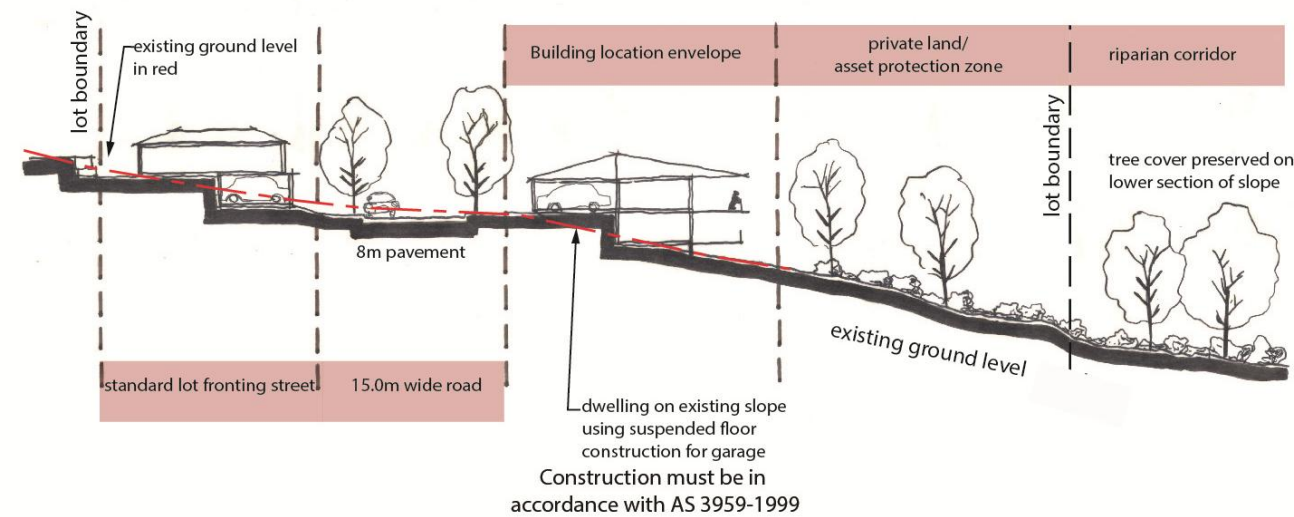 lot boundary
existing ground level
in red
Building location envelope
private land/
asset protection zone
riparian corridor
lot boundary
tree cover preserved on
lower section of slope
8m pavement
existing ground level
standard lot fronting street
15.0m wide road
dwelling on existing slope
using suspended floor
construction for garage
Construction must be in
accordance with AS 3959-1999